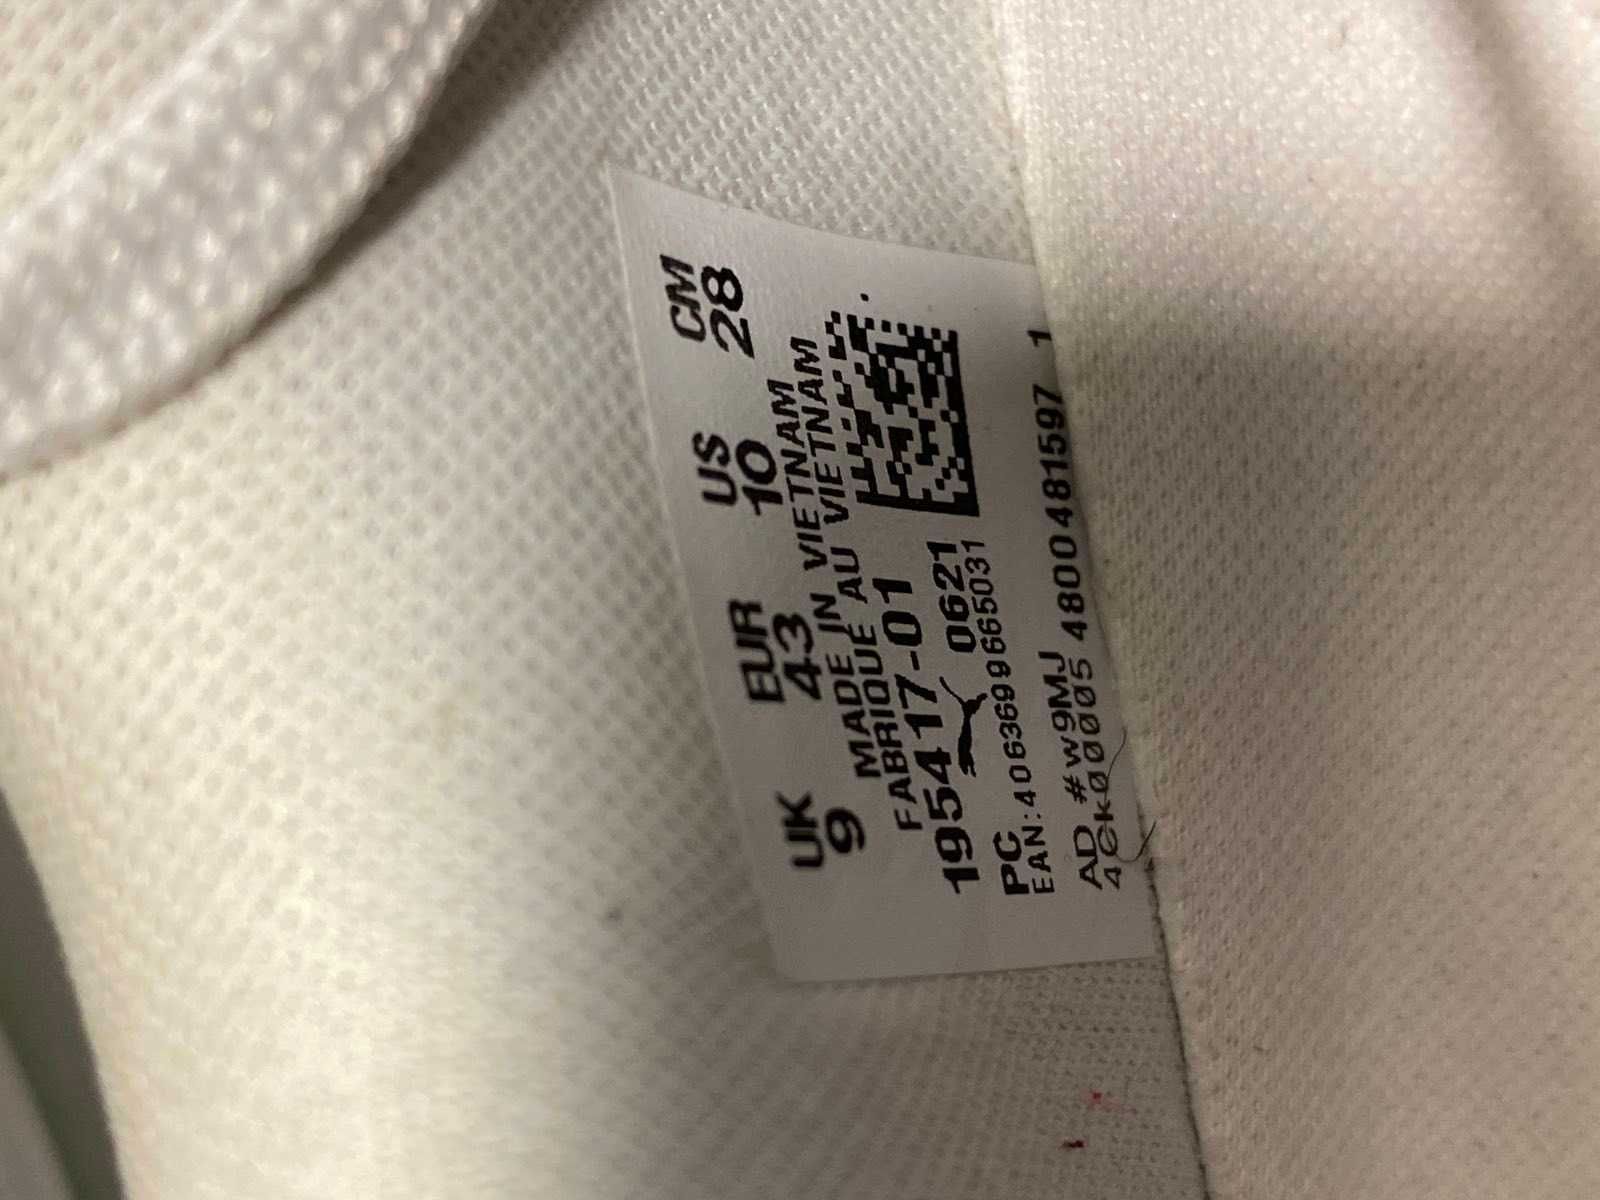 UK EUR US CM
9 43 10 28
MADE IN VIETNAM
FABRIQUE AU VIETNAM
195417-01
PC 0621
EAN:4063699665031
AD #W9MJ
4800481597 1